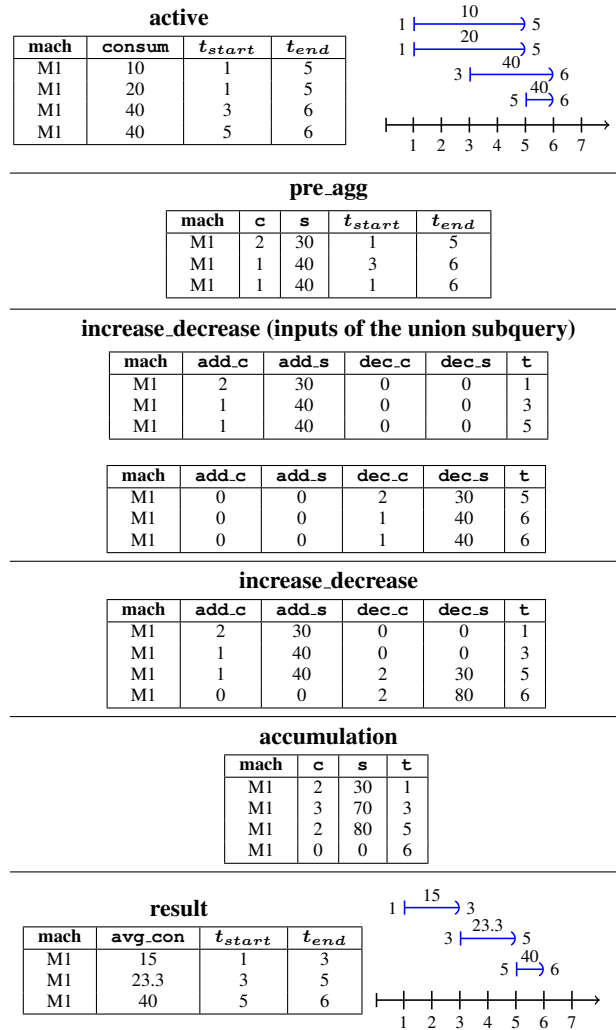 active
mach consum t_start t_end
M1 10 1 5
M1 20 1 5
M1 40 3 6
M1 40 5 6
10
1 5
20
1 5
40
3 6
40
5 6
1 2 3 4 5 6 7
pre_agg
mach c s t_start t_end
M1 2 30 1 5
M1 1 40 3 6
M1 1 40 1 6
increase_decrease (inputs of the union subquery)
mach add_c add_s dec_c dec_s t
M1 2 30 0 0 1
M1 1 40 0 0 3
M1 1 40 0 0 5
mach add_c add_s dec_c dec_s t
M1 0 0 2 30 5
M1 0 0 1 40 6
M1 0 0 1 40 6
increase_decrease
mach add_c add_s dec_c dec_s t
M1 2 30 0 0 1
M1 1 40 0 0 3
M1 1 40 2 30 5
M1 0 0 2 80 6
accumulation
mach c s t
M1 2 30 1
M1 3 70 3
M1 2 80 5
M1 0 0 6
result
mach avg_con t_start t_end
M1 15 1 3
M1 23.3 3 5
M1 40 5 6
15
1 3
23.3
3 5
40
5 6
1 2 3 4 5 6 7